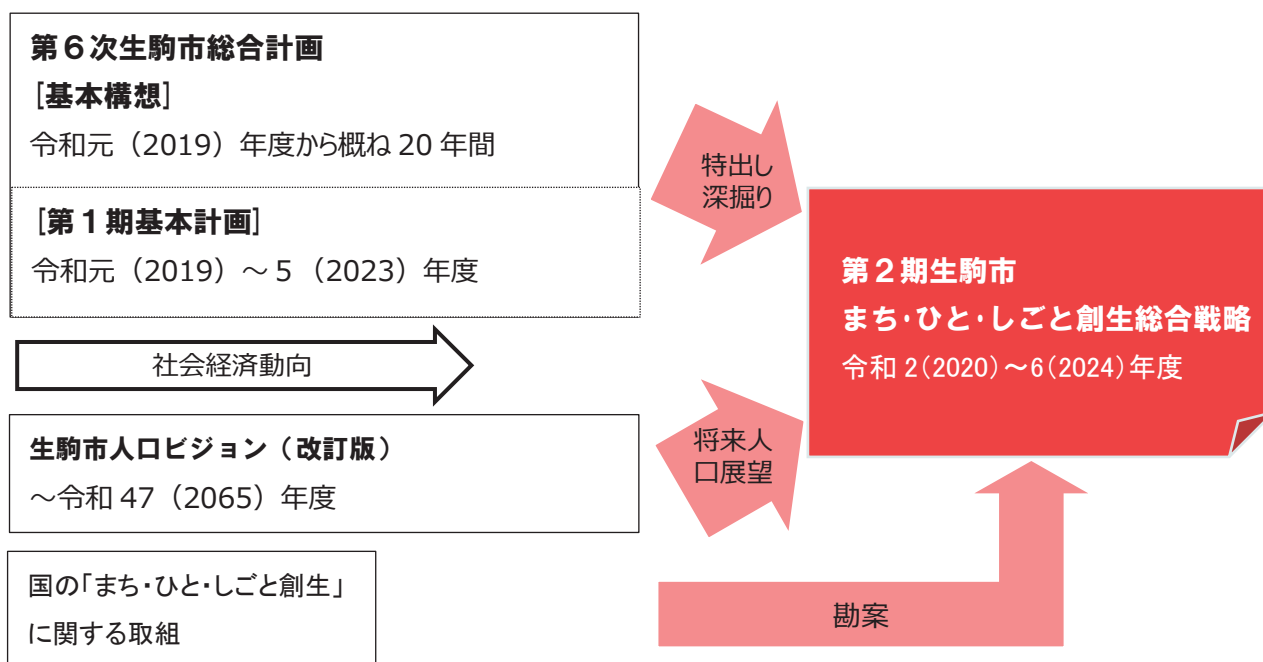 第6次生駒市総合計画
[基本構想]
令和元（2019）年度から概ね 20 年間
[第1期基本計画]
令和元（2019）～5（2023）年度
社会経済動向
生駒市人口ビジョン（改訂版）
～令和 47（2065）年度
国の「まち・ひと・しごと創生」
に関する取組
特出し
深掘り
将来人
口展望
勘案
第2期生駒市
まち・ひと・しごと創生総合戦略
令和 2(2020)～6(2024)年度